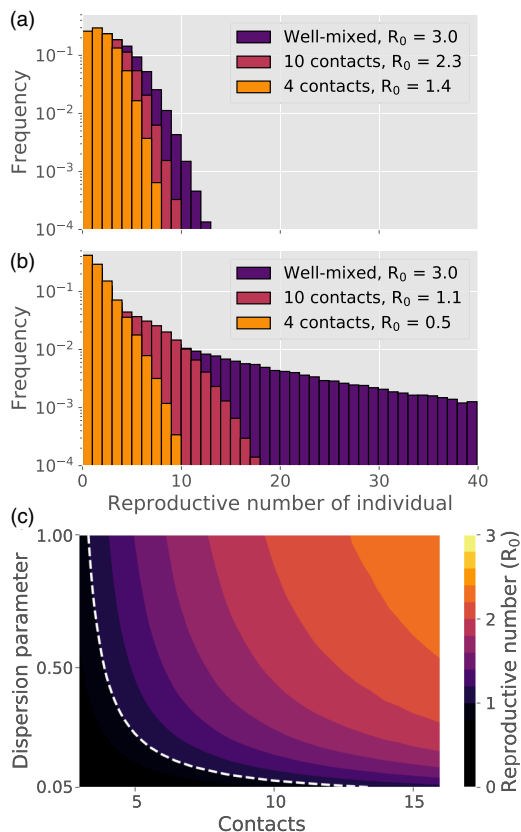 (a)
Frequency
10⁻¹
10⁻²
10⁻³
10⁻⁴
Well-mixed, R₀ = 3.0
10 contacts, R₀ = 2.3
4 contacts, R₀ = 1.4
(b)
Frequency
10⁻¹
10⁻²
10⁻³
10⁻⁴
Well-mixed, R₀ = 3.0
10 contacts, R₀ = 1.1
4 contacts, R₀ = 0.5
0 10 20 30 40
Reproductive number of individual
(c)
Dispersion parameter
1.00
0.50
0.05
5 10 15
Contacts
3
2
1
0
Reproductive number (R₀)